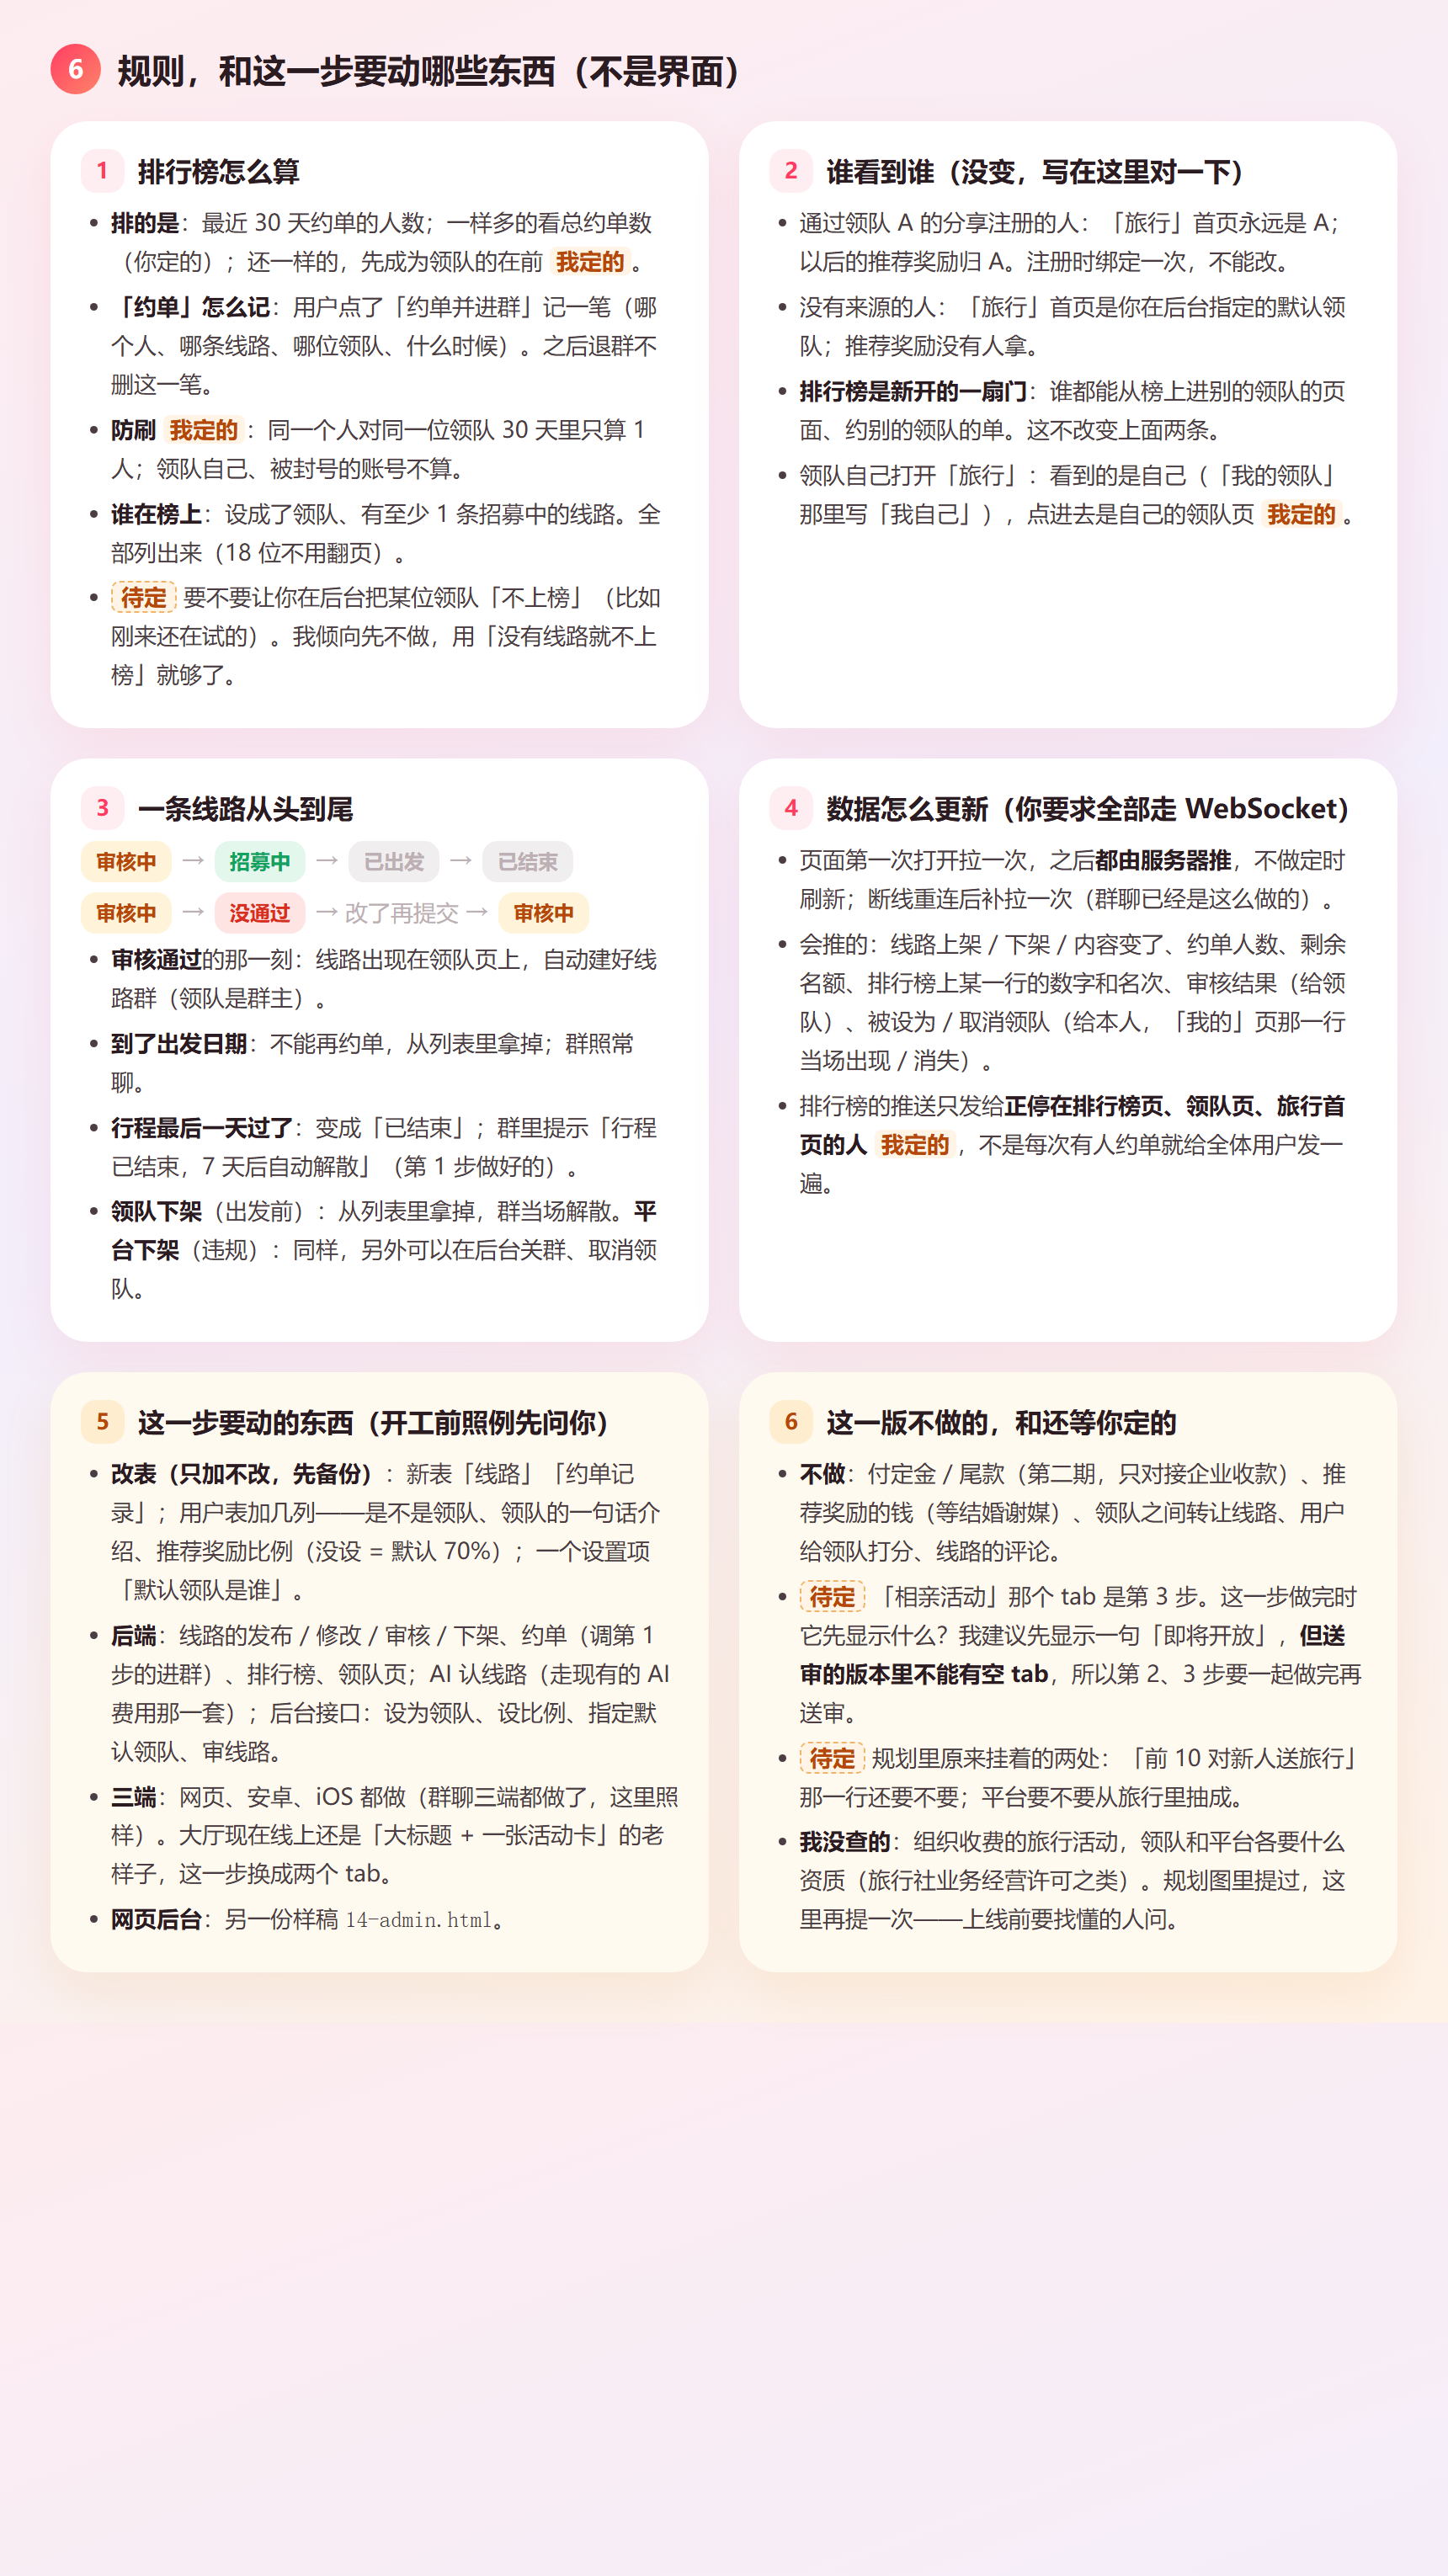 6 规则，和这一步要动哪些东西（不是界面）
1 排行榜怎么算
排的是：最近 30 天约单的人数；一样多的看总约单数
（你定的）；还一样的，先成为领队的在前 我定的 。
「约单」怎么记：用户点了「约单并进群」记一笔（哪
个人、哪条线路、哪位领队、什么时候）。之后退群不
删这一笔。
防刷 我定的 ：同一个人对同一位领队 30 天里只算 1
人；领队自己、被封号的账号不算。
谁在榜上：设成了领队、有至少 1 条招募中的线路。全
部列出来（18 位不用翻页）。
待定 要不要让你在后台把某位领队「不上榜」（比如
刚来还在试的）。我倾向先不做，用「没有线路就不上
榜」就够了。
2 谁看到谁（没变，写在这里对一下）
通过领队 A 的分享注册的人：「旅行」首页永远是 A；
以后的推荐奖励归 A。注册时绑定一次，不能改。
没有来源的人：「旅行」首页是你在后台指定的默认领
队；推荐奖励没有人拿。
排行榜是新开的一扇门：谁都能从榜上进别的领队的页
面、约别的领队的单。这不改变上面两条。
领队自己打开「旅行」：看到的是自己（「我的领队」
那里写「我自己」），点进去是自己的领队页 我定的 。
3 一条线路从头到尾
审核中 → 招募中 → 已出发 → 已结束
审核中 → 没通过 → 改了再提交 → 审核中
审核通过的那一刻：线路出现在领队页上，自动建好线
路群（领队是群主）。
到了出发日期：不能再约单，从列表里拿掉；群照常
聊。
行程最后一天过了：变成「已结束」；群里提示「行程
已结束，7 天后自动解散」（第 1 步做好的）。
领队下架（出发前）：从列表里拿掉，群当场解散。平
台下架（违规）：同样，另外可以在后台关群、取消领
队。
4 数据怎么更新（你要求全部走 WebSocket）
页面第一次打开拉一次，之后都由服务器推，不做定时
刷新；断线重连后补拉一次（群聊已经是这么做的）。
会推的：线路上架 / 下架 / 内容变了、约单人数、剩余
名额、排行榜上某一行的数字和名次、审核结果（给领
队）、被设为 / 取消领队（给本人，「我的」页那一行
当场出现 / 消失）。
排行榜的推送只发给正停在排行榜页、领队页、旅行首
页的人 我定的 ，不是每次有人约单就给全体用户发一
遍。
5 这一步要动的东西（开工前照例先问你）
改表（只加不改，先备份）：新表「线路」「约单记
录」；用户表加几列——是不是领队、领队的一句话介
绍、推荐奖励比例（没设 = 默认 70%）；一个设置项
「默认领队是谁」。
后端：线路的发布 / 修改 / 审核 / 下架、约单（调第 1
步的进群）、排行榜、领队页；AI 认线路（走现有的 AI
费用那一套）；后台接口：设为领队、设比例、指定默
认领队、审线路。
三端：网页、安卓、iOS 都做（群聊三端都做了，这里照
样）。大厅现在线上还是「大标题 + 一张活动卡」的老
样子，这一步换成两个 tab。
网页后台：另一份样稿 14-admin.html。
6 这一版不做的，和还等你定的
不做：付定金 / 尾款（第二期，只对接企业收款）、推
荐奖励的钱（等结婚谢媒）、领队之间转让线路、用户
给领队打分、线路的评论。
待定 「相亲活动」那个 tab 是第 3 步。这一步做完时
它先显示什么？我建议先显示一句「即将开放」，但送
审的版本里不能有空 tab，所以第 2、3 步要一起做完再
送审。
待定 规划里原来挂着的两处：「前 10 对新人送旅行」
那一行还要不要；平台要不要从旅行里抽成。
我没查的：组织收费的旅行活动，领队和平台各要什么
资质（旅行社业务经营许可之类）。规划图里提过，这
里再提一次——上线前要找懂的人问。